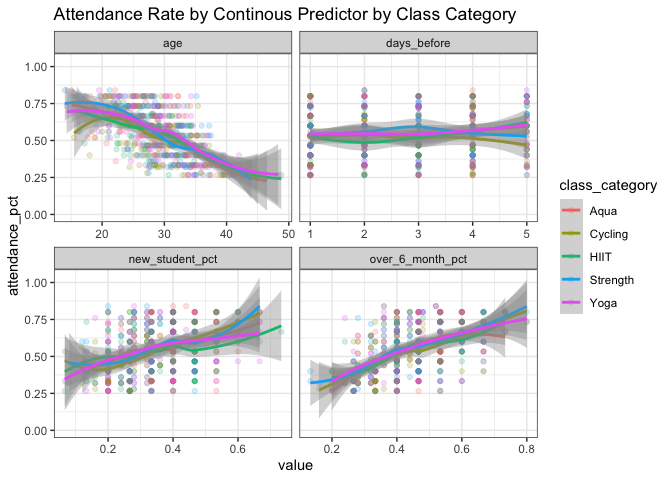 Attendance Rate by Continous Predictor by Class Category
age
days_before
1.00
0.75
0.50
0.25
0.00
20 30 40 50
1 2 3 4 5
new_student_pct
over_6_month_pct
1.00
0.75
0.50
0.25
0.00
0.2 0.4 0.6
0.2 0.4 0.6 0.8
attendance_pct
value
class_category
Aqua
Cycling
HIIT
Strength
Yoga